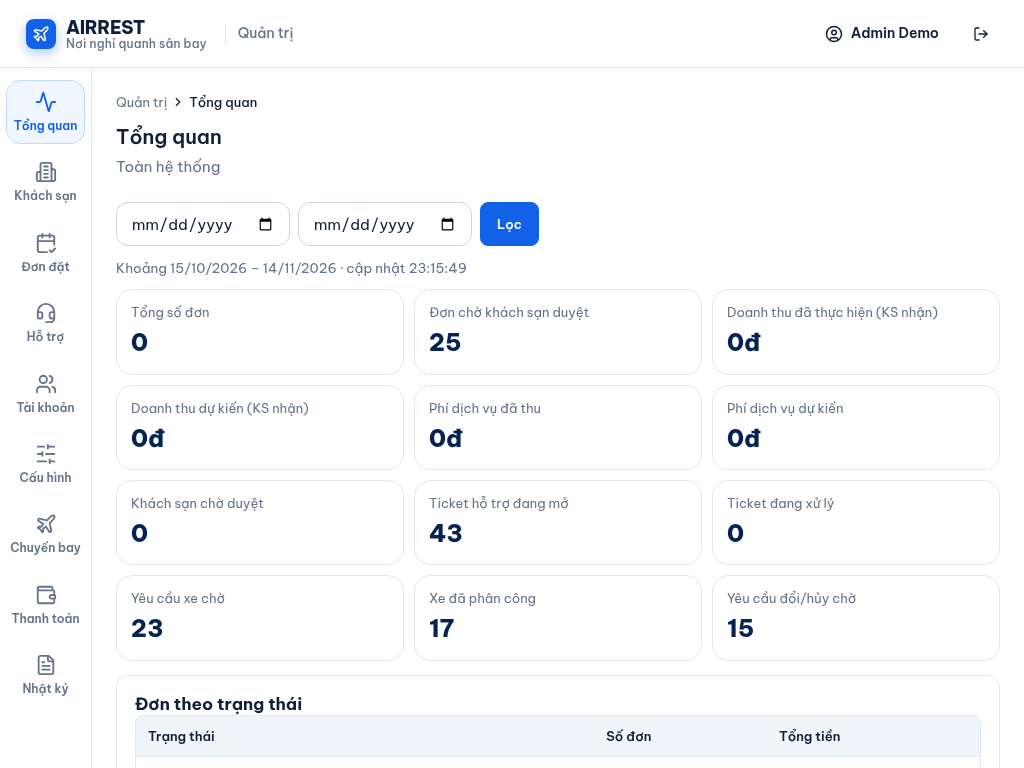 AIRREST
Nơi nghỉ quanh sân bay
Quản trị
Admin Demo
Tổng quan
Khách sạn
Đơn đặt
Hỗ trợ
Tài khoản
Cấu hình
Chuyến bay
Thanh toán
Nhật ký
Quản trị > Tổng quan
Tổng quan
Toàn hệ thống
mm/dd/yyyy mm/dd/yyyy Lọc
Khoảng 15/10/2026 – 14/11/2026 · cập nhật 23:15:49
Tổng số đơn
0
Đơn chờ khách sạn duyệt
25
Doanh thu đã thực hiện (KS nhận)
0đ
Doanh thu dự kiến (KS nhận)
0đ
Phí dịch vụ đã thu
0đ
Phí dịch vụ dự kiến
0đ
Khách sạn chờ duyệt
0
Ticket hỗ trợ đang mở
43
Ticket đang xử lý
0
Yêu cầu xe chờ
23
Xe đã phân công
17
Yêu cầu đổi/hủy chờ
15
Đơn theo trạng thái
Trạng thái Số đơn Tổng tiền